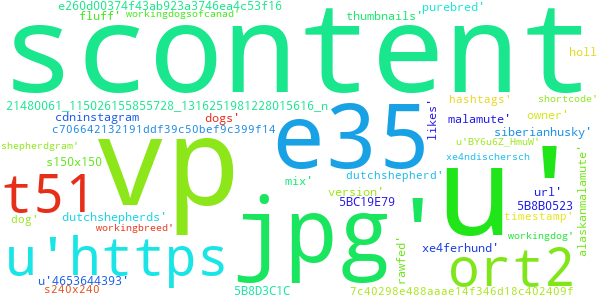 e260d00374f43ab923a3746ea4c53f16
purebred'
fluff'
workingdogsofcanad'
thumbnails'
scontent
holl
21480061_115026155855728_1316251981228015616_n
hashtags'
shortcode'
cdninstagram
dogs'
e35
likes'
malamute'
owner'
c706642132191ddf39c50bef9c399f14
siberianhusky'
shepherdgram'
vp
u'
u'BY6u6Z_HmuW'
s150x150
xe4ndischersch
alaskanmalamute'
t51
jpg'
mix'
dutchshepherd'
version'
url'
5BC19E79
5B8B0523
dog'
dutchshepherds'
timestamp'
workingbreed'
workingdog'
u'https
rawfed'
xe4ferhund'
ort2
u'4653644393'
s240x240
5B8D3C1C
7c40298e488aaae14f346d18c402409f